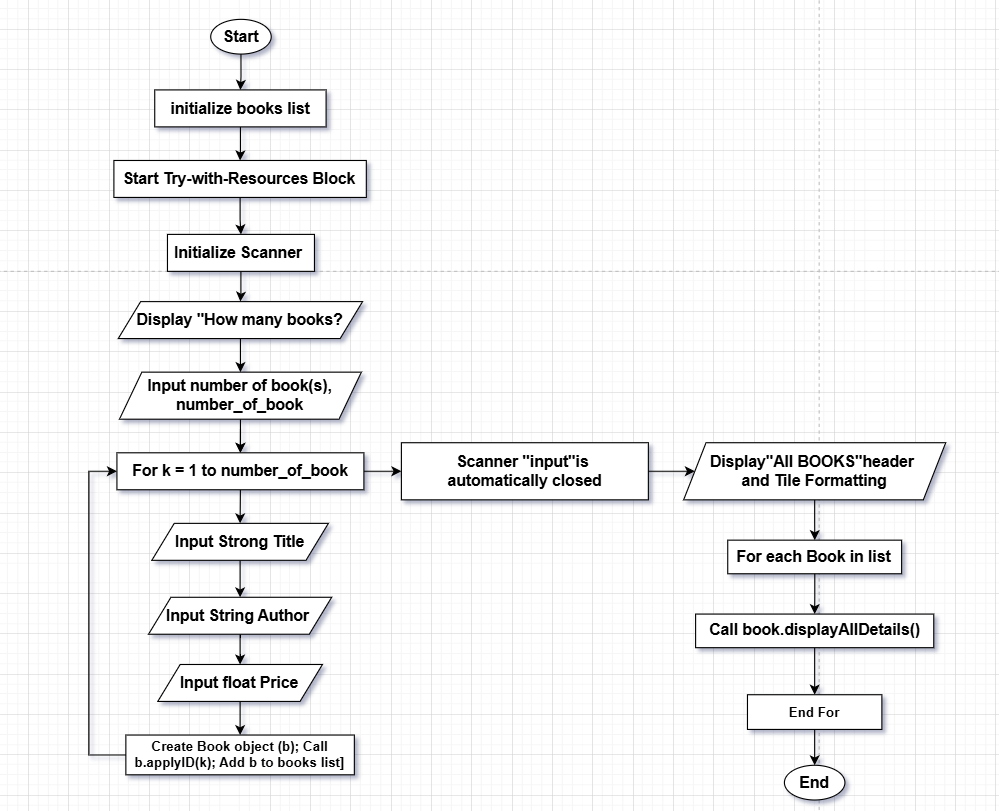 Start
initialize books list
Start Try-with-Resources Block
Initialize Scanner
Display "How many books?
Input number of book(s),
number_of_book
For k = 1 to number_of_book
Input Strong Title
Input String Author
Input float Price
Create Book object (b); Call
b.applyID(k); Add b to books list]
Scanner "input"is
automatically closed
Display"All BOOKS"header
and Tile Formatting
For each Book in list
Call book.displayAllDetails()
End For
End